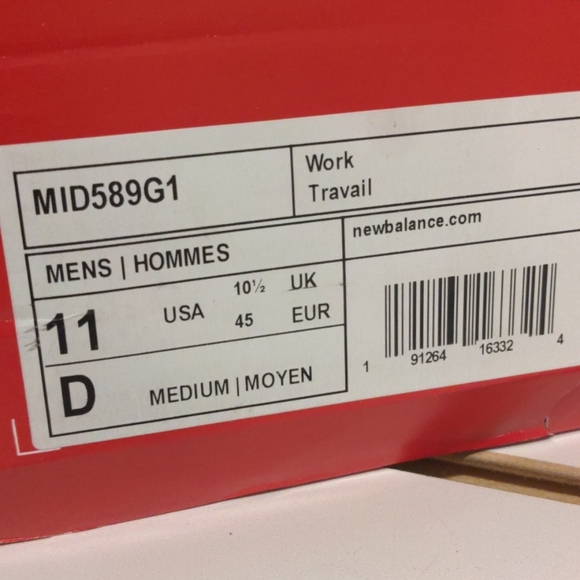 MID589G1
Work
Travail
newbalance.com
MENS | HOMMES
11 USA 10½ UK
45 EUR
D MEDIUM | MOYEN
1 91264 16332 4